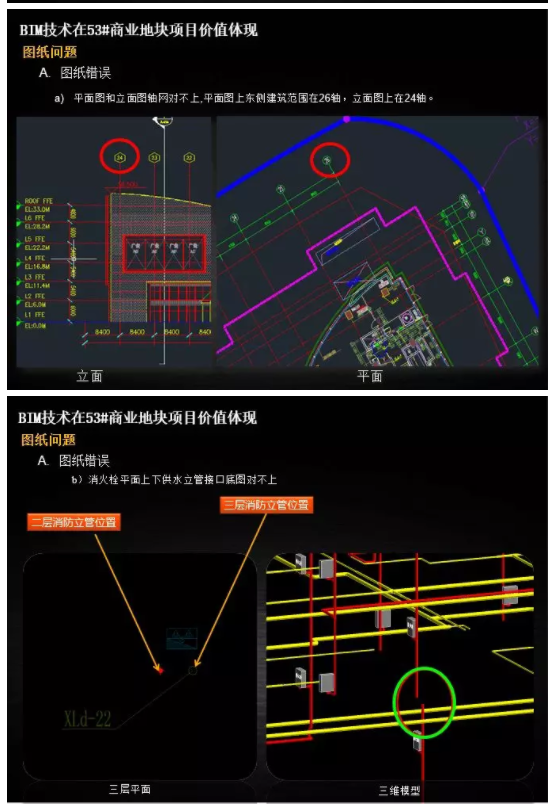 BIM技术在53#商业地块项目价值体现
图纸问题
A. 图纸错误
a) 平面图和立面图轴网对不上,平面图上东侧建筑范围在26轴，立面图上在24轴。
24
23
22
ROOF FFE
EL:33.0M
L6 FFE
EL:28.2M
L5 FFE
EL:22.2M
L4 FFE
EL:16.8M
L3 FFE
EL:11.4M
L2 FFE
EL:6.0M
L1 FFE
EL:0.0M
8400 8400 8400 840
立面
平面
BIM技术在53#商业地块项目价值体现
图纸问题
A. 图纸错误
b）消火栓平面上下供水立管接口底图对不上
三层消防立管位置
二层消防立管位置
XLd-22
三层平面
三维模型